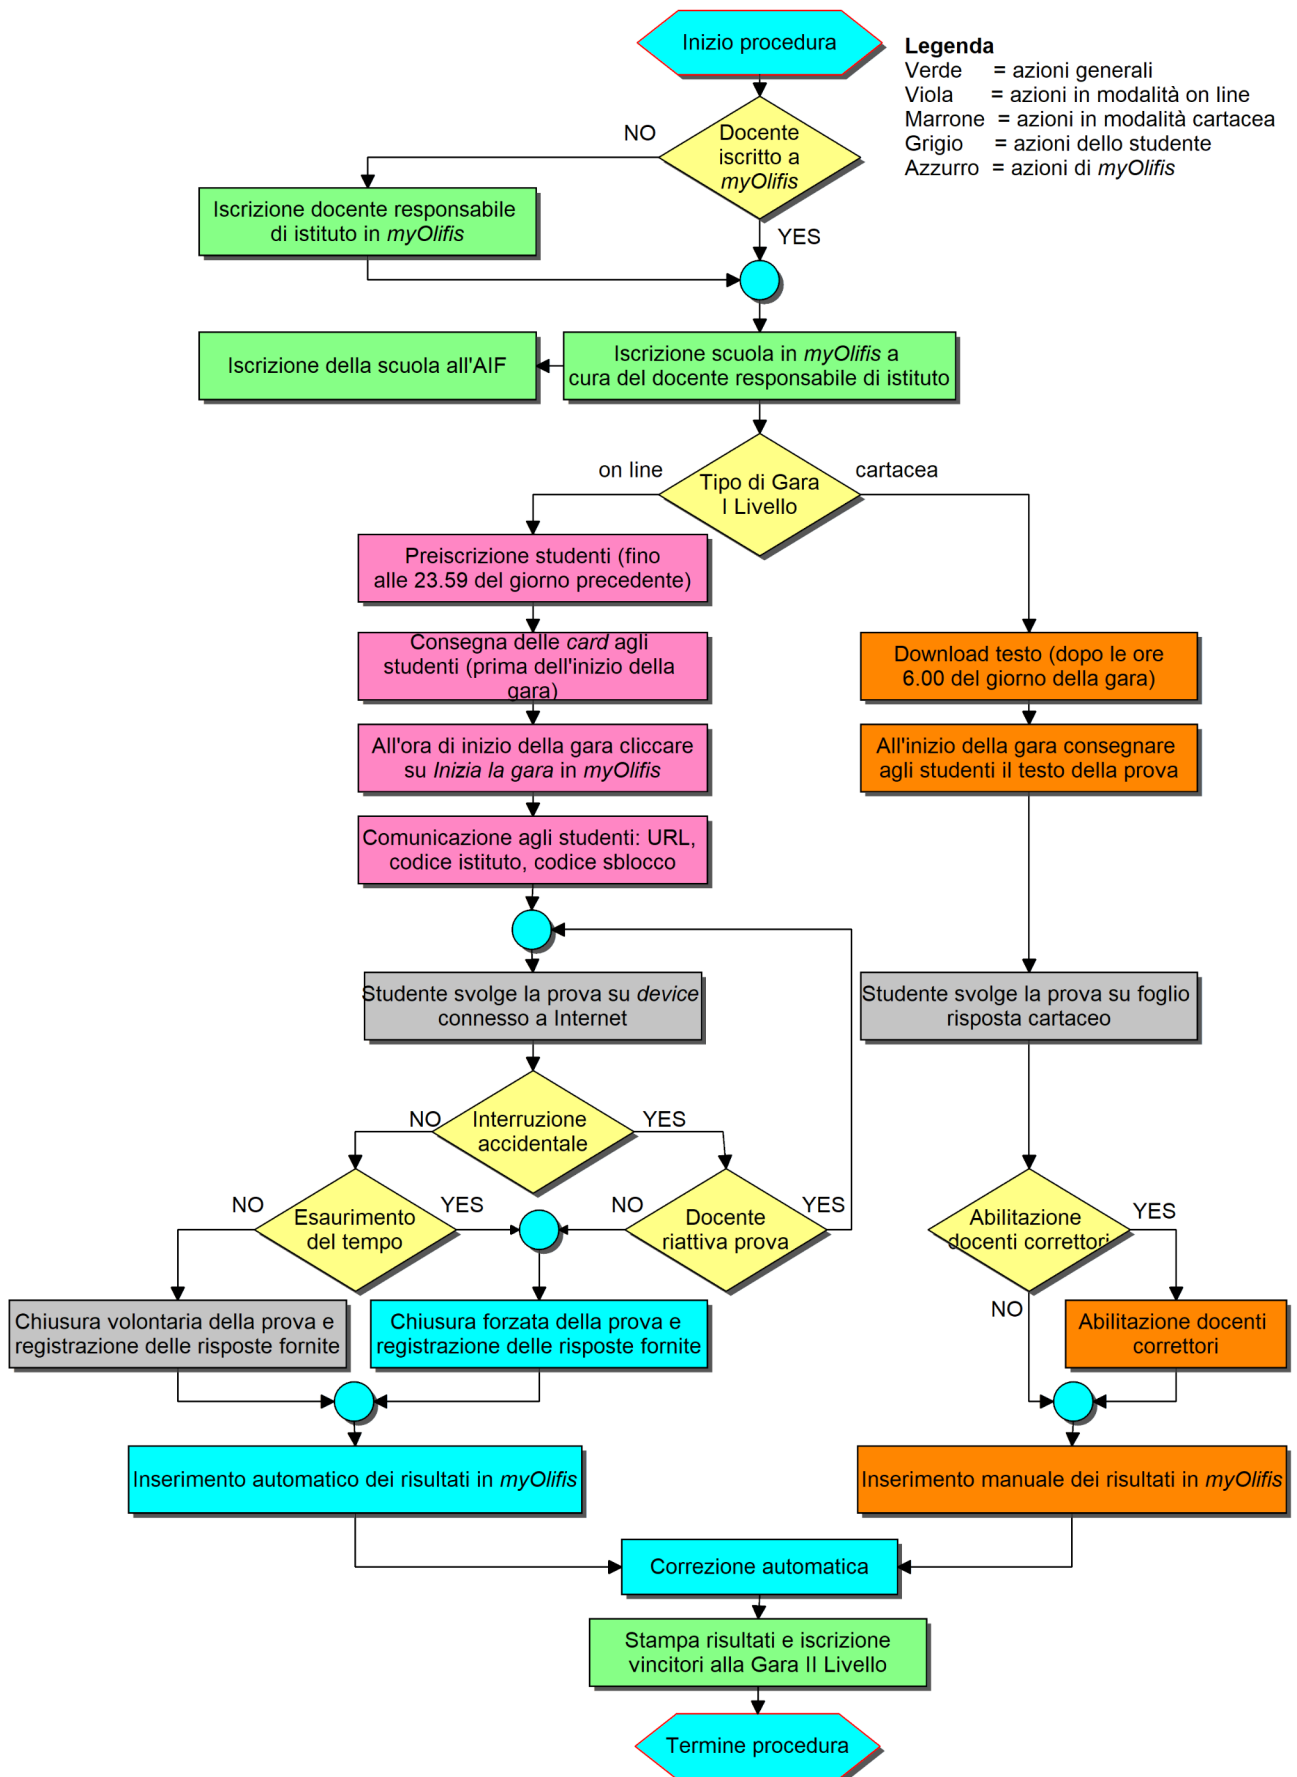 Inizio procedura
Legenda
Verde = azioni generali
Viola = azioni in modalità on line
Marrone = azioni in modalità cartacea
Grigio = azioni dello studente
Azzurro = azioni di myOlifis
NO
Docente
iscritto a
myOlifis
YES
Iscrizione docente responsabile
di istituto in myOlifis
Iscrizione della scuola all'AIF
Iscrizione scuola in myOlifis a
cura del docente responsabile di istituto
on line
Tipo di Gara
I Livello
cartacea
Preiscrizione studenti (fino
alle 23.59 del giorno precedente)
Consegna delle card agli
studenti (prima dell'inizio della
gara)
Download testo (dopo le ore
6.00 del giorno della gara)
All'ora di inizio della gara cliccare
su Inizia la gara in myOlifis
All'inizio della gara consegnare
agli studenti il testo della prova
Comunicazione agli studenti: URL,
codice istituto, codice sblocco
Studente svolge la prova su device
connesso a Internet
Studente svolge la prova su foglio
risposta cartaceo
NO
Interruzione
accidentale
YES
NO
Esaurimento
del tempo
YES
NO
Docente
riattiva prova
YES
Abilitazione
docenti correttori
YES
NO
Chiusura volontaria della prova e
registrazione delle risposte fornite
Chiusura forzata della prova e
registrazione delle risposte fornite
Abilitazione docenti
correttori
Inserimento automatico dei risultati in myOlifis
Inserimento manuale dei risultati in myOlifis
Correzione automatica
Stampa risultati e iscrizione
vincitori alla Gara II Livello
Termine procedura